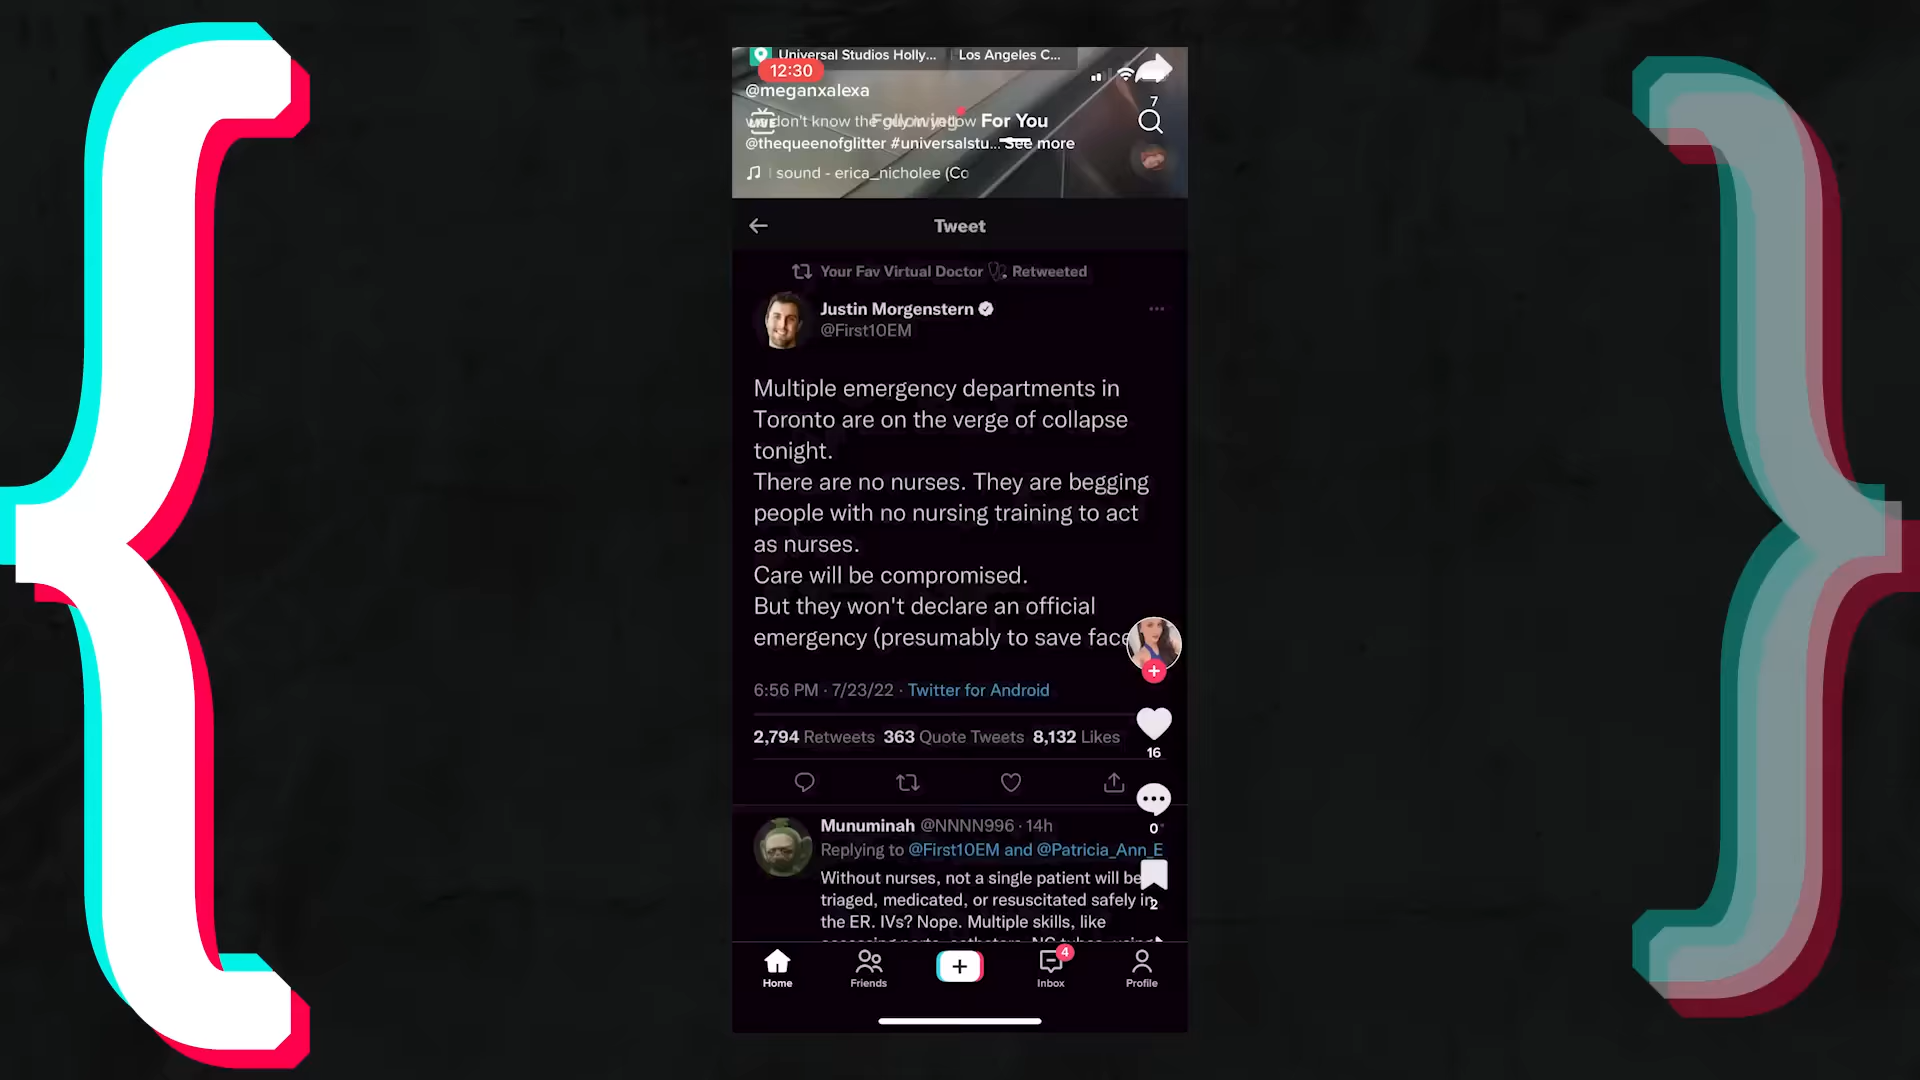 Universal Studios Holly... Los Angeles C...
12:30
@meganxalexa
7
we don't know the guy in yellow
LIVE Following For You
@thequeenofglitter #universalstu... See more
sound - erica_nicholee (Co
Tweet
Your Fav Virtual Doctor Retweeted
Justin Morgenstern
@First10EM
Multiple emergency departments in
Toronto are on the verge of collapse
tonight.
There are no nurses. They are begging
people with no nursing training to act
as nurses.
Care will be compromised.
But they won't declare an official
emergency (presumably to save face
6:56 PM · 7/23/22 · Twitter for Android
2,794 Retweets 363 Quote Tweets 8,132 Likes
16
Munuminah @NNNN996 · 14h
0
Replying to @First10EM and @Patricia_Ann_E
Without nurses, not a single patient will be
triaged, medicated, or resuscitated safely in
2
the ER. IVs? Nope. Multiple skills, like
4
Home Friends Inbox Profile